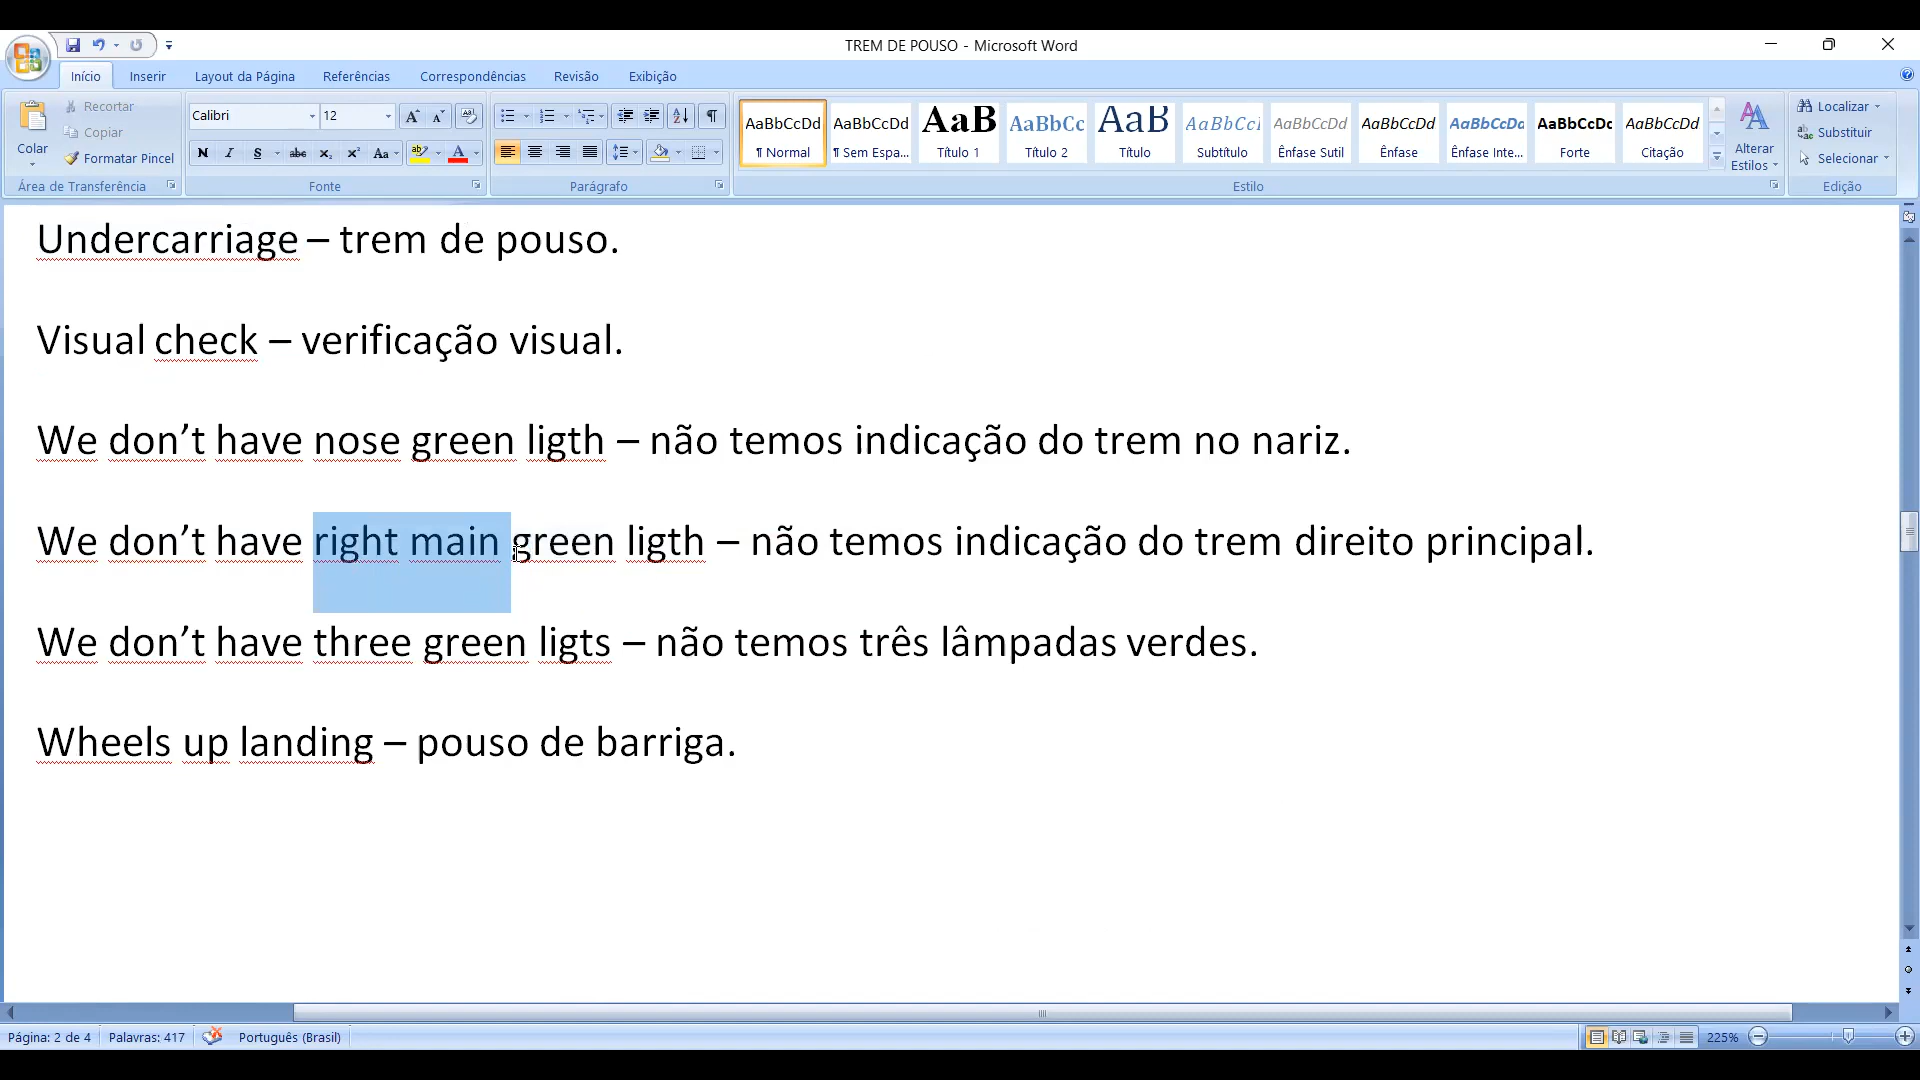 TREM DE POUSO - Microsoft Word
Início Inserir Layout da Página Referências Correspondências Revisão Exibição
Colar
Recortar
Copiar
Formatar Pincel
Área de Transferência
Calibri 12
N I S abc X₂ X² Aa ab A
Fonte
Parágrafo
AaBbCcDd AaBbCcDd AaB AaBbCc AaB AaBbCcI AaBbCcDd AaBbCcDd AaBbCcDc AaBbCcDc AaBbCcDd
¶ Normal ¶ Sem Espa... Título 1 Título 2 Título Subtítulo Ênfase Sutil Ênfase Ênfase Inte... Forte Citação
Alterar
Estilos
Estilo
Localizar
Substituir
Selecionar
Edição
Undercarriage – trem de pouso.
Visual check – verificação visual.
We don’t have nose green ligth – não temos indicação do trem no nariz.
We don’t have right main green ligth – não temos indicação do trem direito principal.
We don’t have three green ligts – não temos três lâmpadas verdes.
Wheels up landing – pouso de barriga.
Página: 2 de 4 Palavras: 417 Português (Brasil) 225%